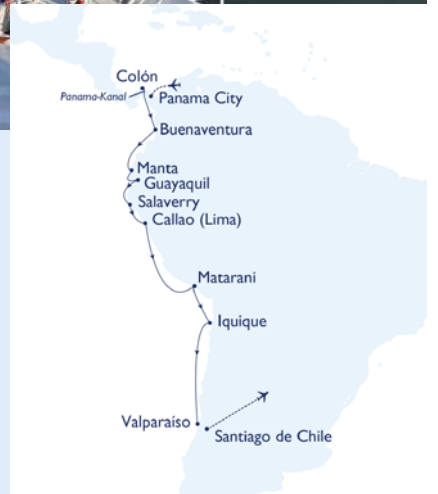 Colón
Panama-Kanal
Panama City
Buenaventura
Manta
Guayaquil
Salaverry
Callao (Lima)
Matarani
Iquique
Valparaíso
Santiago de Chile